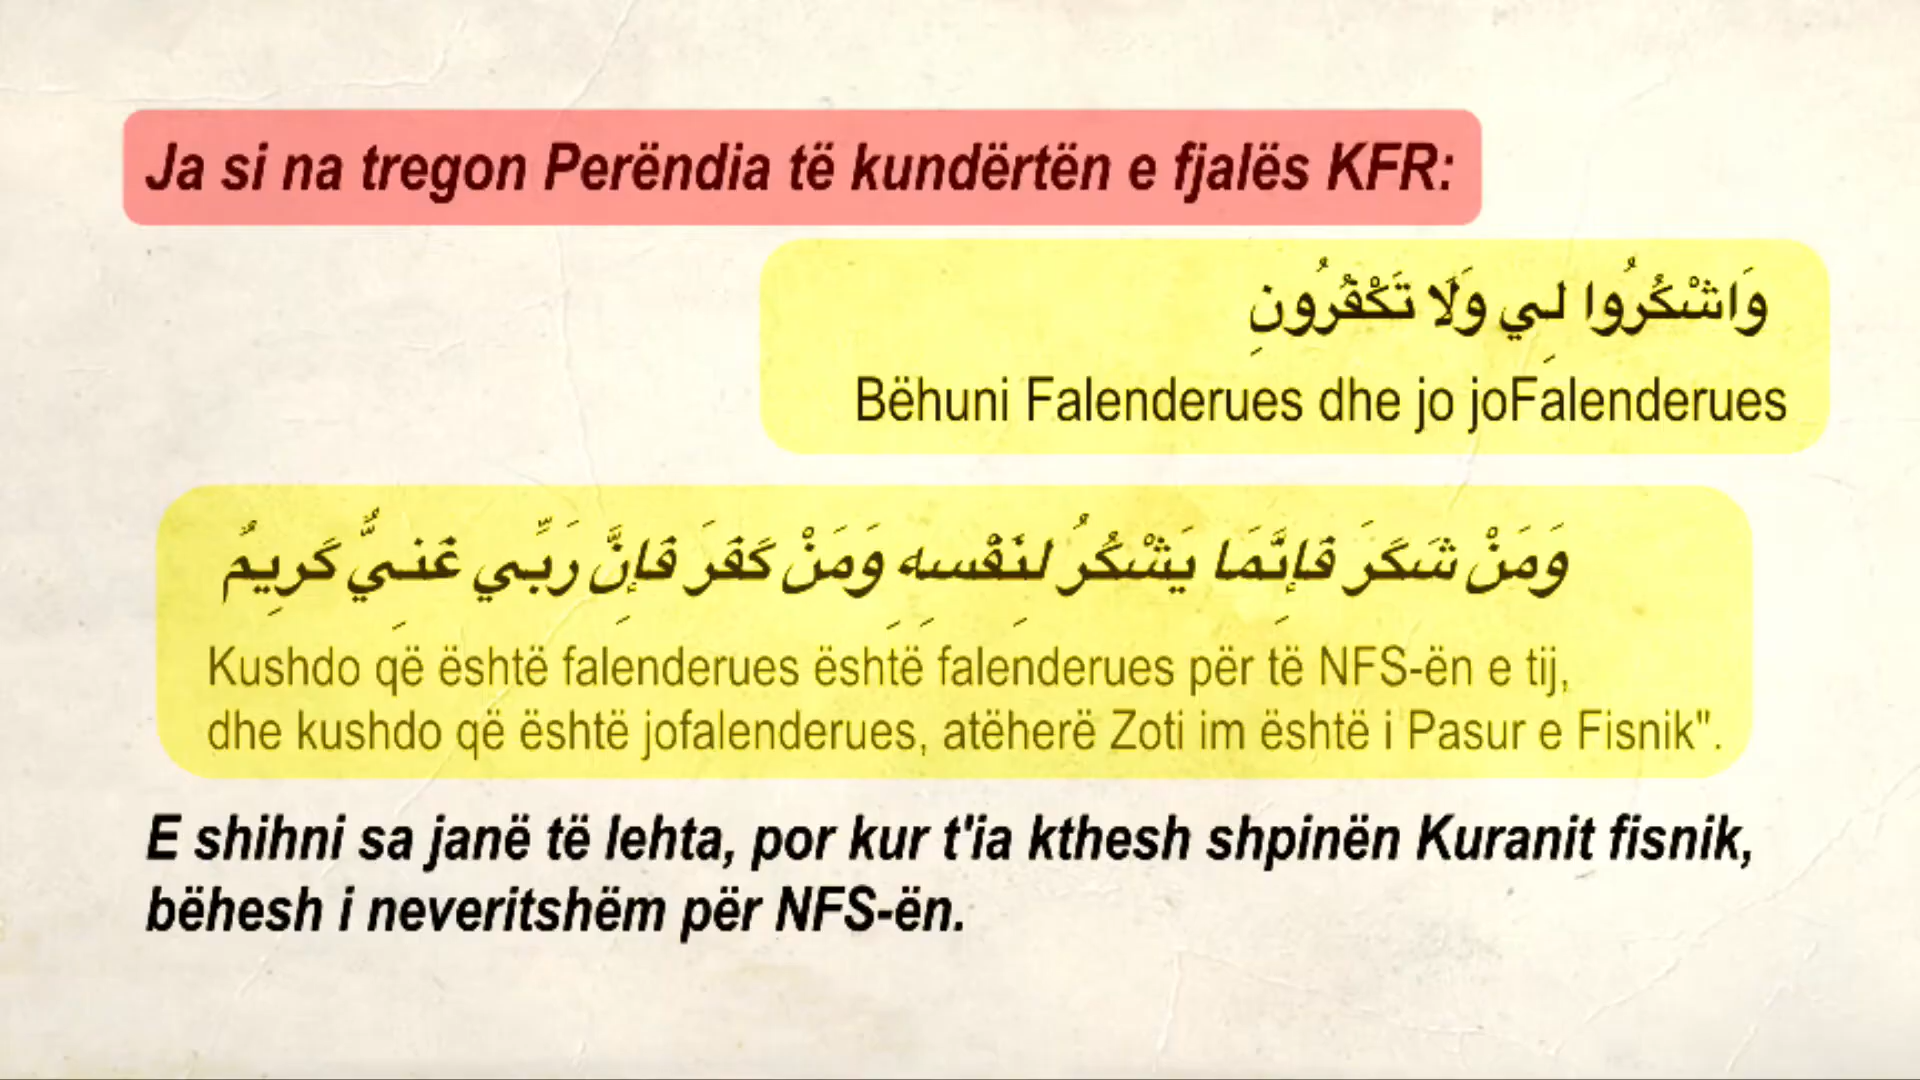 Ja si na tregon Perëndia të kundërtën e fjalës KFR:
وَاشْكُرُوا لِي وَلَا تَكْفُرُونِ
Bëhuni Falenderues dhe jo joFalenderues
وَمَنْ شَكَرَ فَإِنَّمَا يَشْكُرُ لِنَفْسِهِ وَمَنْ كَفَرَ فَإِنَّ رَبِّي غَنِيٌّ كَرِيمٌ
Kushdo që është falenderues është falenderues për të NFS-ën e tij,
dhe kushdo që është jofalenderues, atëherë Zoti im është i Pasur e Fisnik".
E shihni sa janë të lehta, por kur t'ia kthesh shpinën Kuranit fisnik,
bëhesh i neveritshëm për NFS-ën.